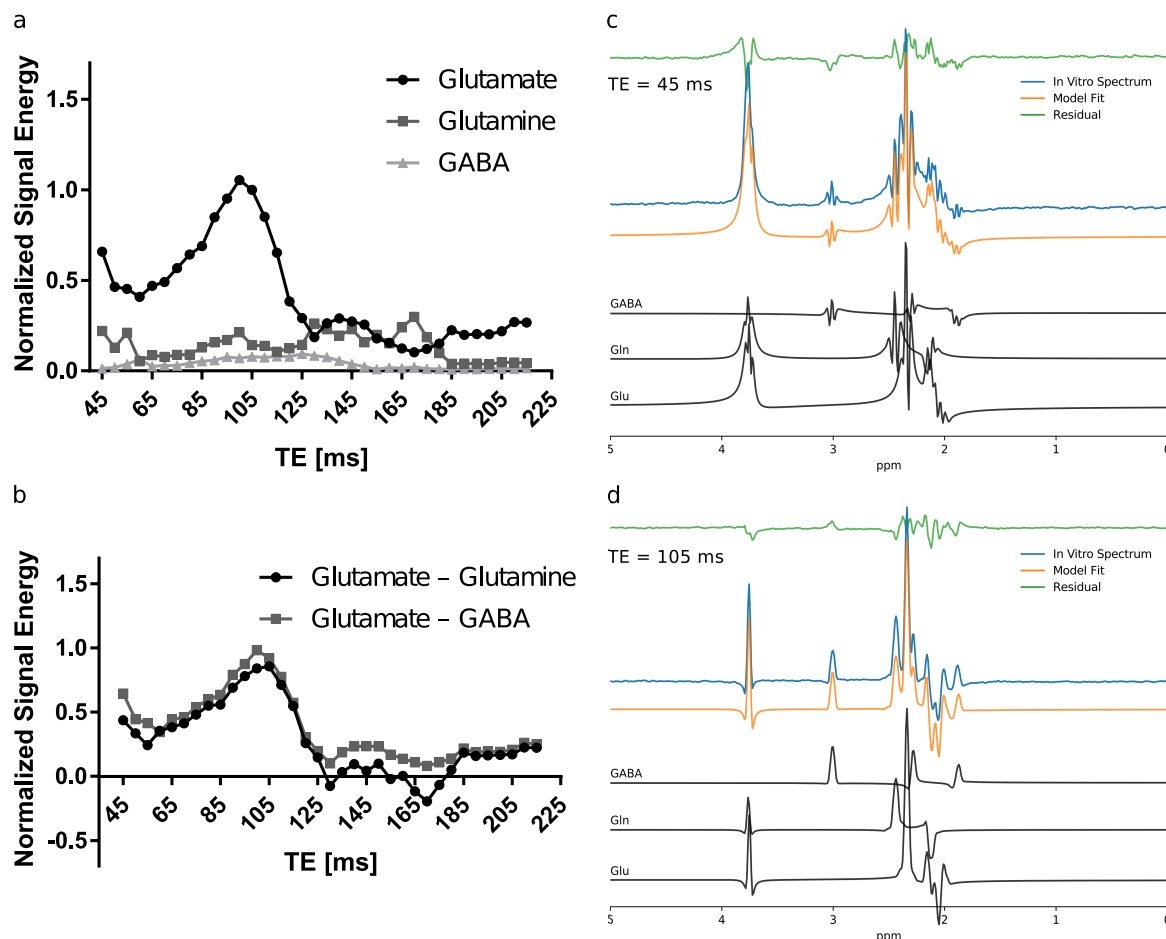 a
Normalized Signal Energy
1.5
1.0
0.5
0.0
Glutamate
Glutamine
GABA
45
65
85
105
125
145
165
185
205
225
TE [ms]
b
Normalized Signal Energy
1.5
1.0
0.5
0.0
-0.5
Glutamate – Glutamine
Glutamate – GABA
45
65
85
105
125
145
165
185
205
225
TE [ms]
c
TE = 45 ms
In Vitro Spectrum
Model Fit
Residual
GABA
Gln
Glu
5
4
3
2
1
0
ppm
d
TE = 105 ms
In Vitro Spectrum
Model Fit
Residual
GABA
Gln
Glu
5
4
3
2
1
0
ppm